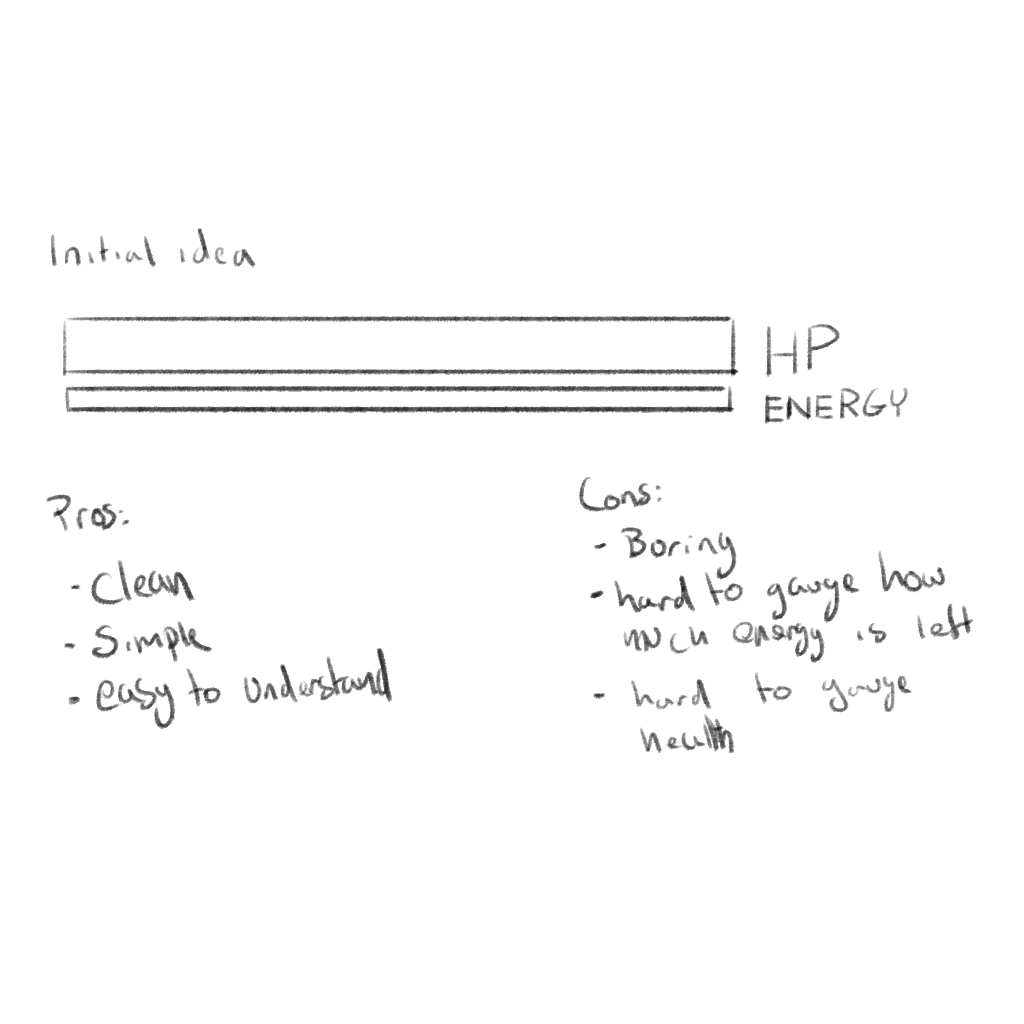 Initial idea
HP
ENERGY
Pros:
- Clean
- Simple
- easy to understand
Cons:
- Boring
- hard to gauge how
much energy is left
- hard to gauge
health